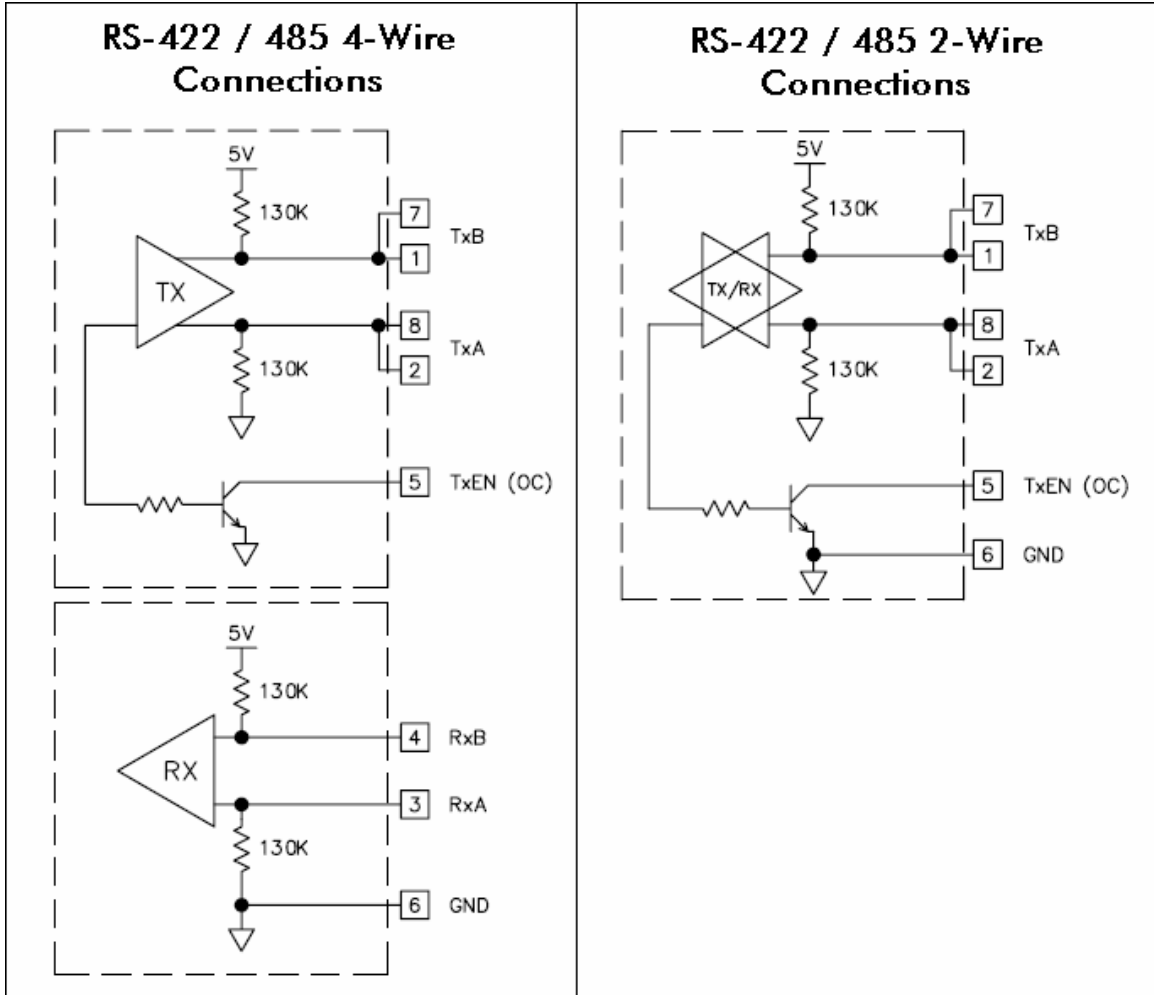 RS-422 / 485 4-Wire
Connections
5V
130K
7
TxB
1
TX
8
TxA
2
130K
5
TxEN (OC)
5V
130K
4
RxB
RX
3
RxA
130K
6
GND
RS-422 / 485 2-Wire
Connections
5V
130K
7
TxB
1
TX/RX
8
TxA
2
130K
5
TxEN (OC)
6
GND